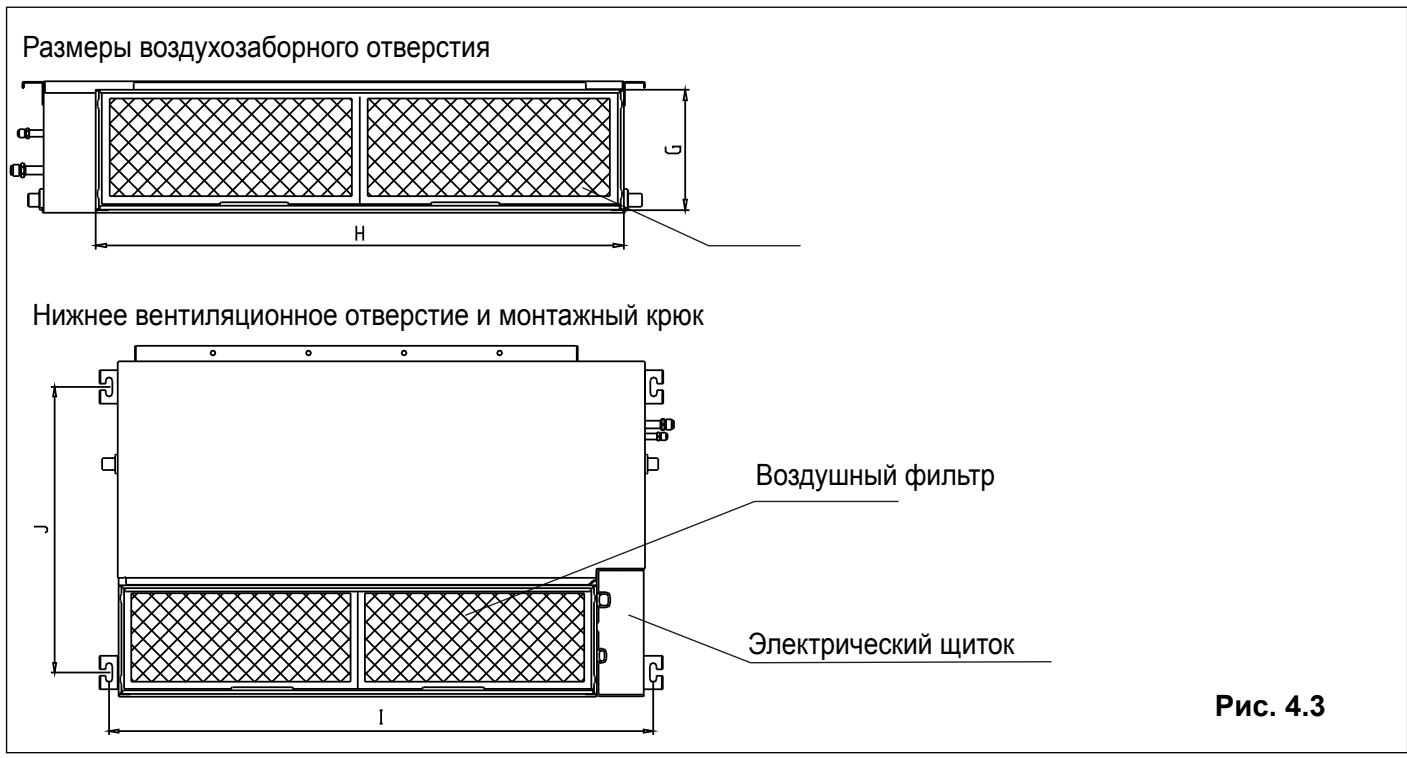 Размеры воздухозаборного отверстия
G
H
Нижнее вентиляционное отверстие и монтажный крюк
J
Воздушный фильтр
Электрический щиток
I
Рис. 4.3